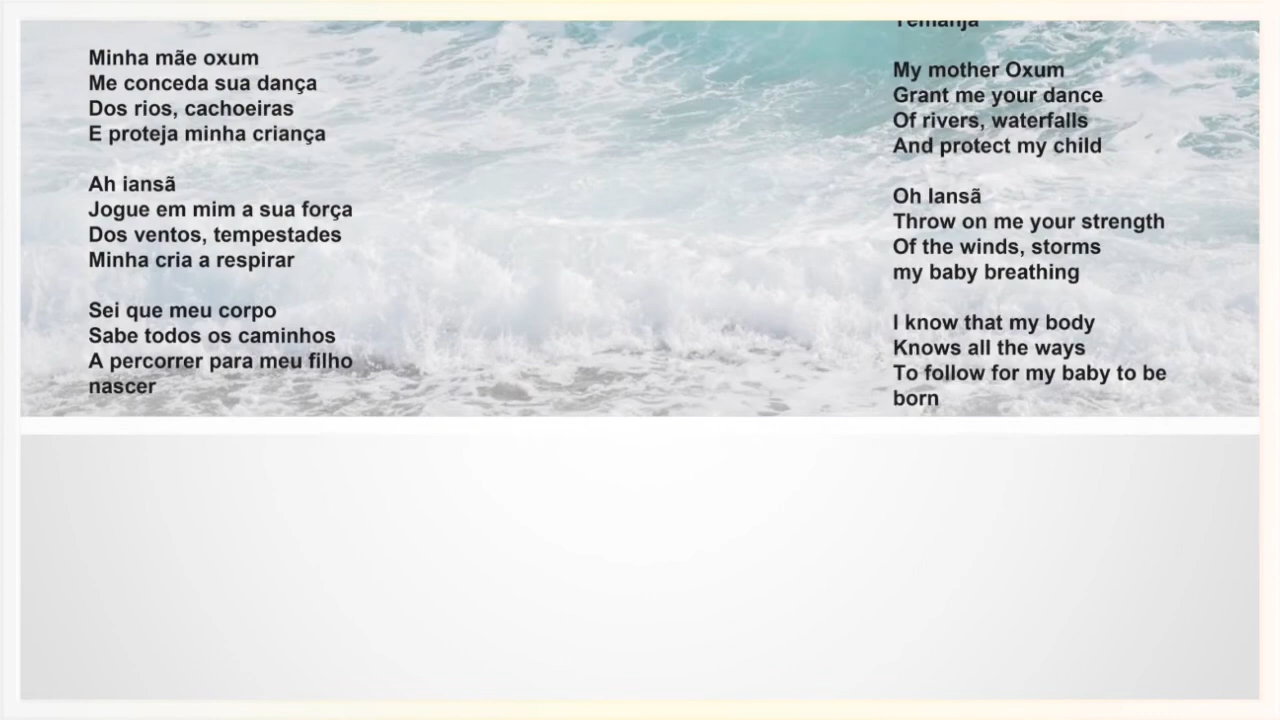 Minha mãe oxum
Me conceda sua dança
Dos rios, cachoeiras
E proteja minha criança
Ah iansã
Jogue em mim a sua força
Dos ventos, tempestades
Minha cria a respirar
Sei que meu corpo
Sabe todos os caminhos
A percorrer para meu filho
nascer
Yemanja
My mother Oxum
Grant me your dance
Of rivers, waterfalls
And protect my child
Oh Iansã
Throw on me your strength
Of the winds, storms
my baby breathing
I know that my body
Knows all the ways
To follow for my baby to be
born